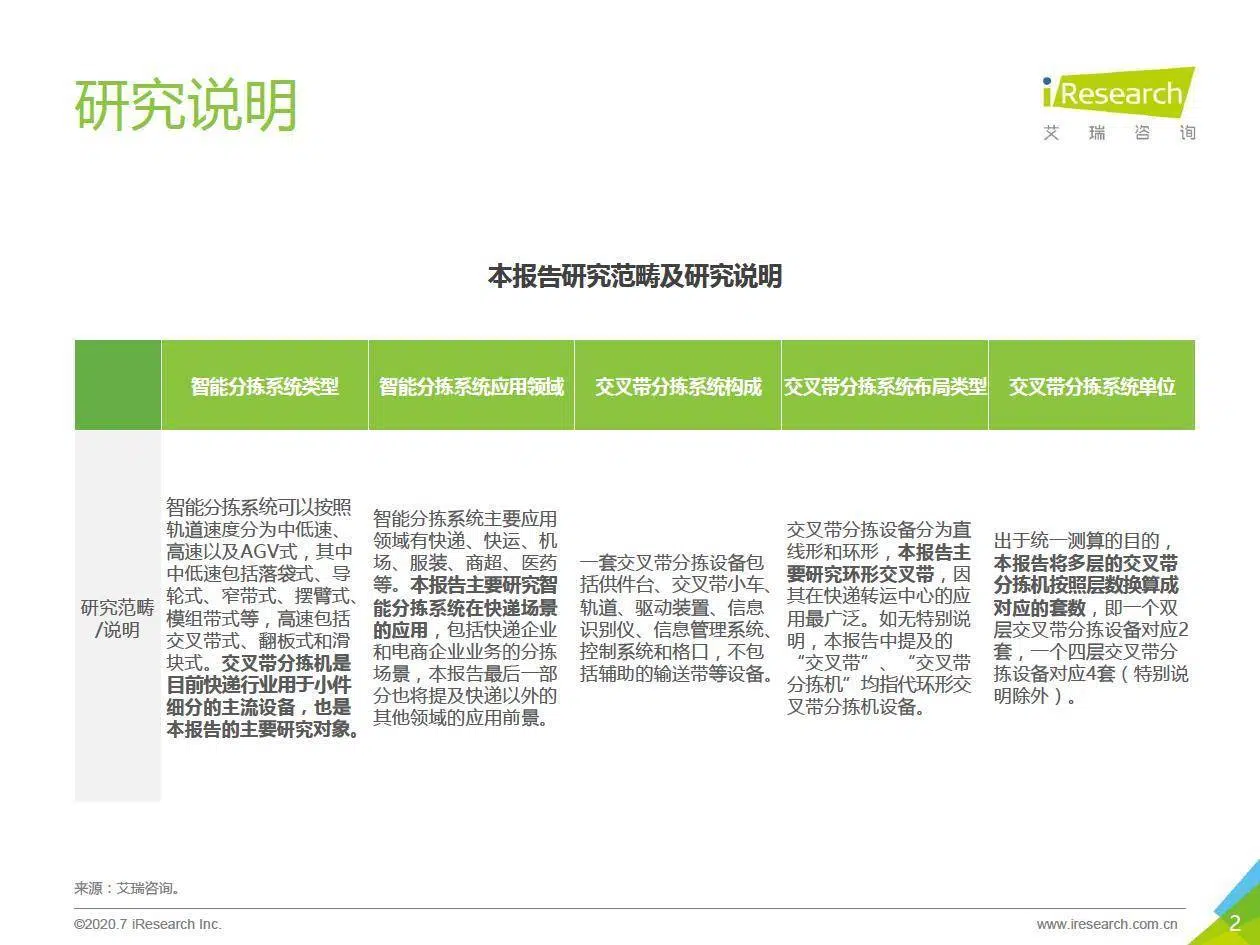 研究说明
iResearch
艾瑞咨询
本报告研究范畴及研究说明
智能分拣系统类型
智能分拣系统应用领域
交叉带分拣系统构成
交叉带分拣系统布局类型
交叉带分拣系统单位
研究范畴
/说明
智能分拣系统可以按照
轨道速度分为中低速、
高速以及AGV式，其中
中低速包括落袋式、导
轮式、窄带式、摆臂式、
模组带式等，高速包括
交叉带式、翻板式和滑
块式。交叉带分拣机是
目前快递行业用于小件
细分的主流设备，也是
本报告的主要研究对象。
智能分拣系统主要应用
领域有快递、快运、机
场、服装、商超、医药
等。本报告主要研究智
能分拣系统在快递场景
的应用，包括快递企业
和电商企业业务的分拣
场景，本报告最后一部
分也将提及快递以外的
其他领域的应用前景。
一套交叉带分拣设备包
括供件台、交叉带小车、
轨道、驱动装置、信息
识别仪、信息管理系统、
控制系统和格口，不包
括辅助的输送带等设备。
交叉带分拣设备分为直
线形和环形，本报告主
要研究环形交叉带，因
其在快递转运中心的应
用最广泛。如无特别说
明，本报告中提及的
“交叉带”、“交叉带
分拣机”均指代环形交
叉带分拣机设备。
出于统一测算的目的，
本报告将多层的交叉带
分拣机按照层数换算成
对应的套数，即一个双
层交叉带分拣设备对应2
套，一个四层交叉带分
拣设备对应4套（特别说
明除外）。
来源：艾瑞咨询。
©2020.7 iResearch Inc.
www.iresearch.com.cn
2